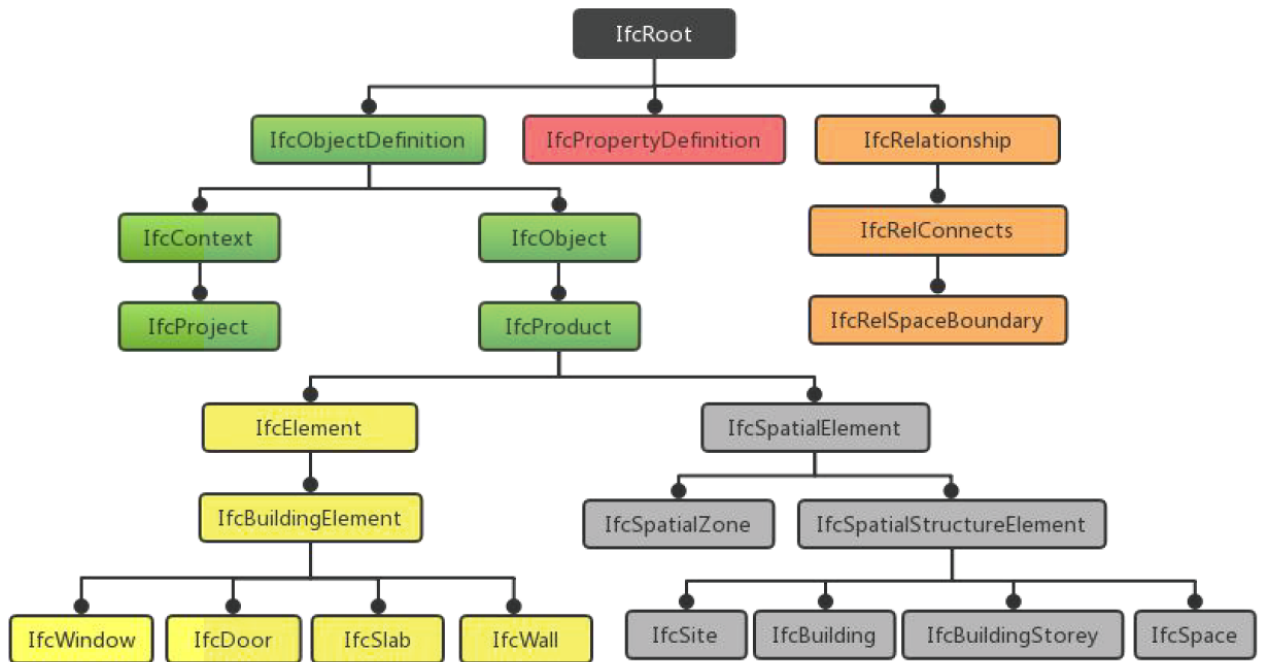 IfcRoot
IfcObjectDefinition
IfcPropertyDefinition
IfcRelationship
IfcContext
IfcObject
IfcRelConnects
IfcProject
IfcProduct
IfcRelSpaceBoundary
IfcElement
IfcSpatialElement
IfcBuildingElement
IfcSpatialZone
IfcSpatialStructureElement
IfcWindow
IfcDoor
IfcSlab
IfcWall
IfcSite
IfcBuilding
IfcBuildingStorey
IfcSpace